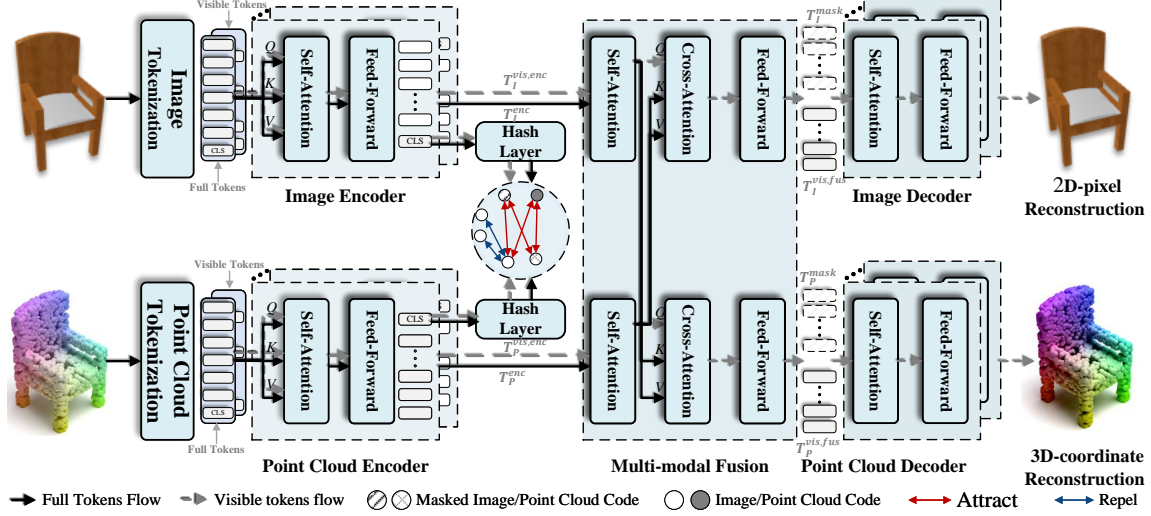 Visible Tokens
Image
Tokenization
CLS
Full Tokens
Q
K
V
Self-Attention
Feed-Forward
CLS
Image Encoder
T_I^{vis,enc}
T_I^{enc}
Hash
Layer
Self-Attention
Q
K
V
Cross-Attention
Feed-Forward
T_I^{mask}
T_I^{vis,fus}
Self-Attention
Feed-Forward
Image Decoder
2D-pixel
Reconstruction
Visible Tokens
Point Cloud
Tokenization
CLS
Full Tokens
Q
K
V
Self-Attention
Feed-Forward
CLS
Point Cloud Encoder
Hash
Layer
T_P^{vis,enc}
T_P^{enc}
Self-Attention
Q
K
V
Cross-Attention
Feed-Forward
Multi-modal Fusion
T_P^{mask}
T_P^{vis,fus}
Self-Attention
Feed-Forward
Point Cloud Decoder
3D-coordinate
Reconstruction
Full Tokens Flow
Visible tokens flow
Masked Image/Point Cloud Code
Image/Point Cloud Code
Attract
Repel